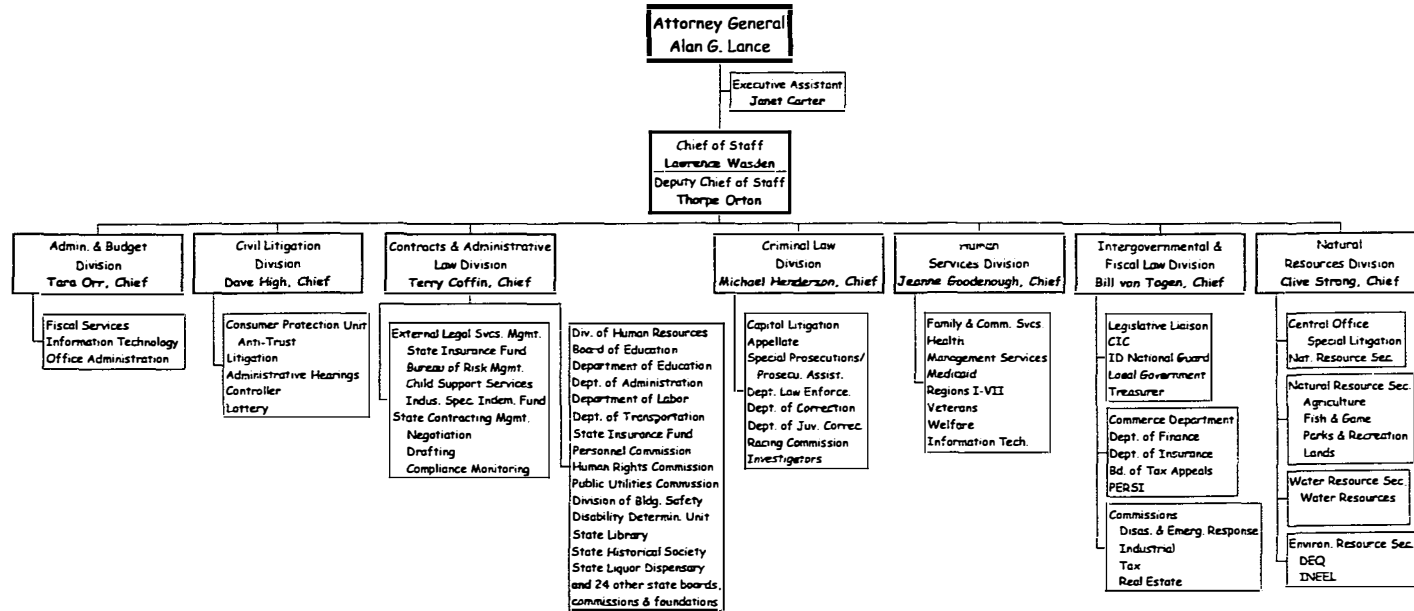 Attorney General
Alan G. Lance
Executive Assistant
Janet Carter
Chief of Staff
Lawrence Wasden
Deputy Chief of Staff
Thorpe Orton
Admin. & Budget
Division
Tara Orr, Chief
Fiscal Services
Information Technology
Office Administration
Civil Litigation
Division
Dave High, Chief
Consumer Protection Unit
Anti-Trust
Litigation
Administrative Hearings
Controller
Lottery
Contracts & Administrative
Law Division
Terry Coffin, Chief
External Legal Svcs. Mgmt.
State Insurance Fund
Bureau of Risk Mgmt.
Child Support Services
Indus. Spec. Indem. Fund
State Contracting Mgmt.
Negotiation
Drafting
Compliance Monitoring
Div. of Human Resources
Board of Education
Department of Education
Dept. of Administration
Department of Labor
Dept. of Transportation
State Insurance Fund
Personnel Commission
Human Rights Commission
Public Utilities Commission
Division of Bldg. Safety
Disability Determin. Unit
State Library
State Historical Society
State Liquor Dispensary
and 24 other state boards,
commissions & foundations
Criminal Law
Division
Michael Henderson, Chief
Capitol Litigation
Appellate
Special Prosecutions/
Prosecu. Assist.
Dept. Law Enforce.
Dept. of Correction
Dept. of Juv. Correc.
Racing Commission
Investigators
Human
Services Division
Jeanne Goodenough, Chief
Family & Comm. Svcs.
Health
Management Services
Medicaid
Regions I-VII
Veterans
Welfare
Information Tech.
Intergovernmental &
Fiscal Law Division
Bill von Tagen, Chief
Legislative Liaison
CIC
ID National Guard
Local Government
Treasurer
Commerce Department
Dept. of Finance
Dept. of Insurance
Bd. of Tax Appeals
PERSI
Commissions
Disas. & Emerg. Response
Industrial
Tax
Real Estate
Natural
Resources Division
Clive Strong, Chief
Central Office
Special Litigation
Nat. Resource Sec.
Natural Resource Sec.
Agriculture
Fish & Game
Parks & Recreation
Lands
Water Resource Sec.
Water Resources
Environ. Resource Sec.
DEQ
INEEL